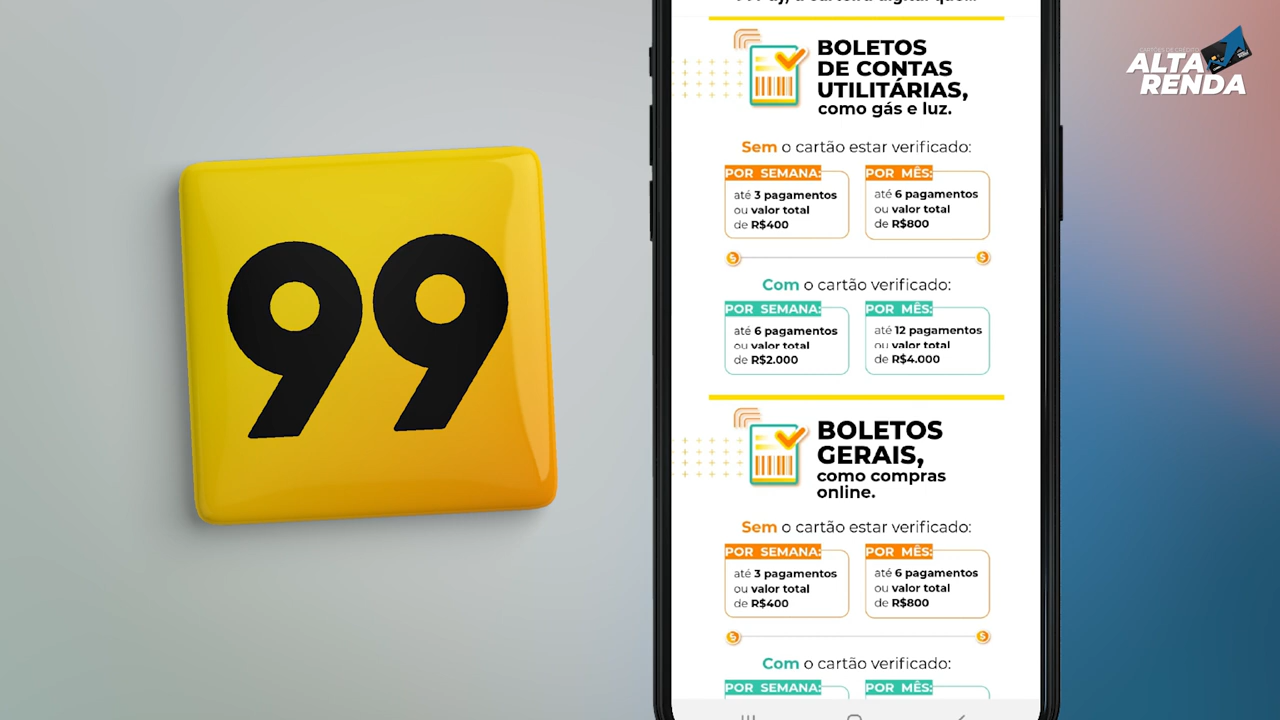 99
BOLETOS
DE CONTAS
UTILITÁRIAS,
como gás e luz.
Sem o cartão estar verificado:
POR SEMANA:
até 3 pagamentos
ou valor total
de R$400
POR MÊS:
até 6 pagamentos
ou valor total
de R$800
Com o cartão verificado:
POR SEMANA:
até 6 pagamentos
ou valor total
de R$2.000
POR MÊS:
até 12 pagamentos
ou valor total
de R$4.000
BOLETOS
GERAIS,
como compras
online.
Sem o cartão estar verificado:
POR SEMANA:
até 3 pagamentos
ou valor total
de R$400
POR MÊS:
até 6 pagamentos
ou valor total
de R$800
Com o cartão verificado:
POR SEMANA:
POR MÊS:
ALTA
RENDA